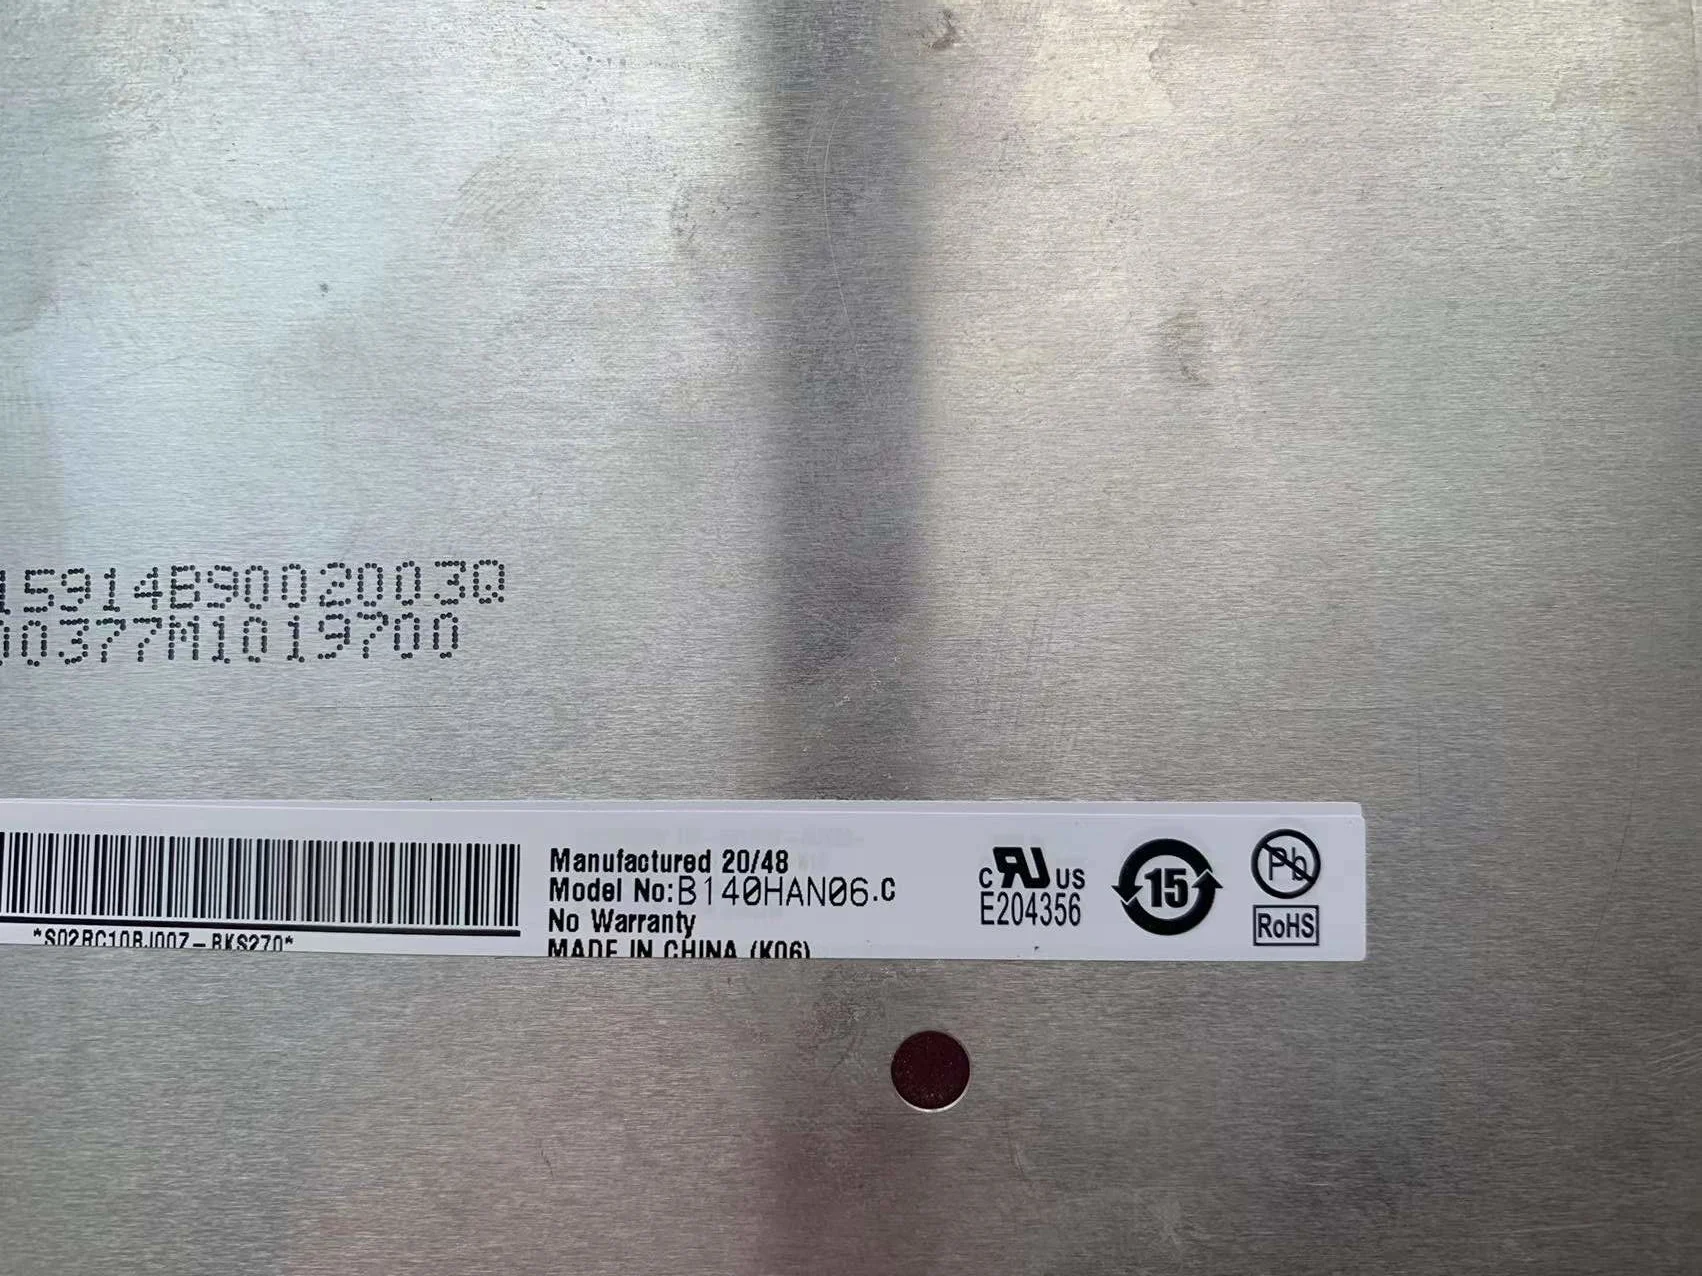 15914B90020030
00377M1019700
Manufactured 20/48
Model No:B140HAN06.C
No Warranty
MADE IN CHINA (K06)
*S02BC10BJ00Z-BKS270*
c RU US
E204356
15
Pb
RoHS